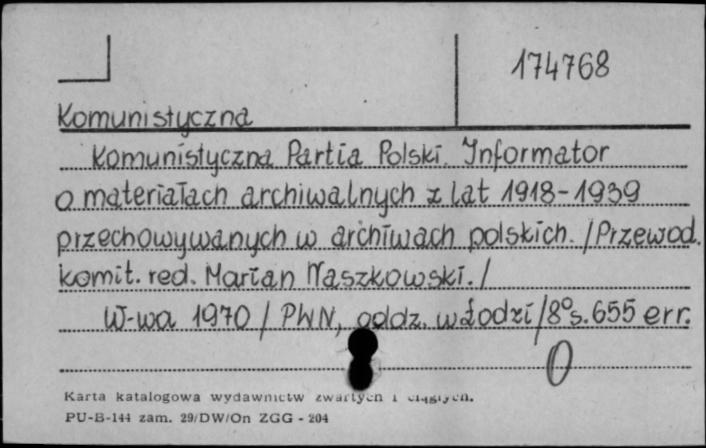 174768
Komunistyczna
Komunistyczna Partia Polski. Informator
o materiałach archiwalnych z lat 1918-1939
przechowywanych w archiwach polskich. /Przewod.
komit. red. Marian Naszkowski./
W-wa 1970 / PWN, oddz. w Łodzi/8°s.655 err.
0
Karta katalogowa wydawnictw zwartych i ciągłych.
PU-B-144 zam. 29/DW/On ZGG - 204